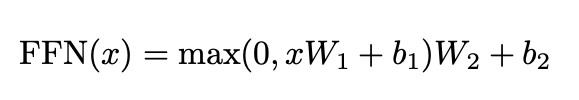 FFN(x) = max(0, xW₁ + b₁)W₂ + b₂